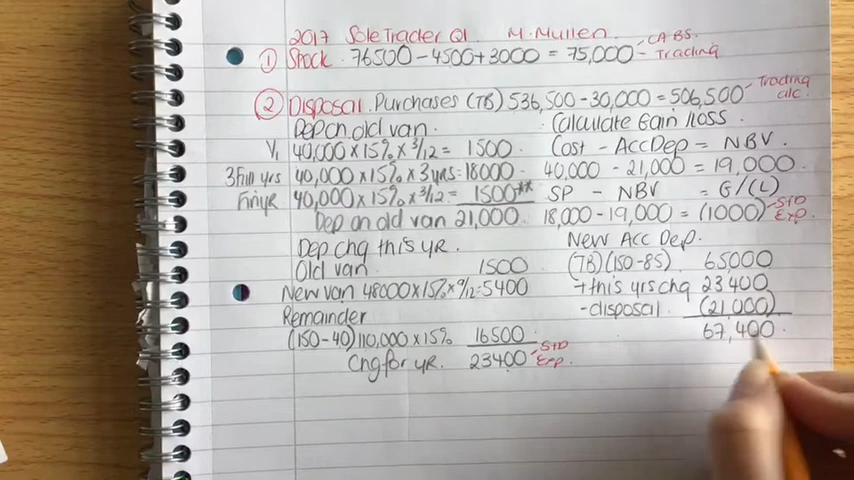 2017 Sole Trader Q1 M. Mullen
① Stock. 76500 - 4500 + 3000 = 75,000 - CA BS. - Trading
② Disposal. Purchases (TB) 536,500 - 30,000 = 506,500 - Trading calc.
Dep on old van.
Y1 40,000 x 15% x 3/12 = 1500
3 Full yrs 40,000 x 15% x 3 yrs = 18000
Fin yr 40,000 x 15% x 3/12 = 1500**
Dep on old van 21,000
Calculate Gain/Loss
Cost - Acc Dep = NBV.
40,000 - 21,000 = 19,000
SP - NBV = G/(L)
18,000 - 19,000 = (1000) - S+D Exp.
Dep chg this yr.
Old van 1500
New van 48000 x 15% x 9/12 = 5400
Remainder
(150-40) 110,000 x 15% 16500
Chg for yr. 23400 - S+D Exp.
New Acc Dep.
(TB)(150-85) 65000
+ this yrs chg 23400
- disposal. (21,000)
67,400